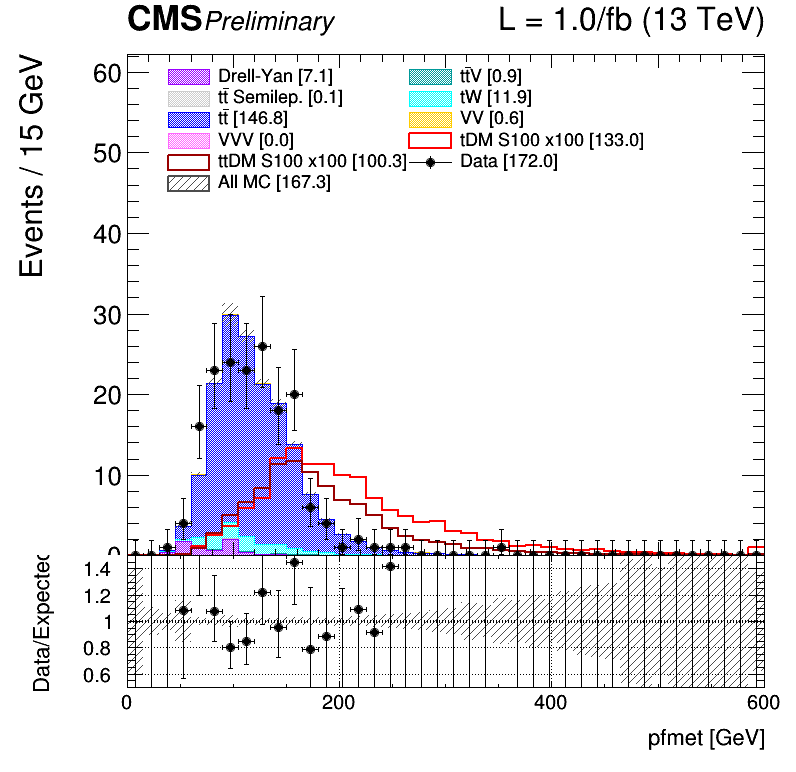 CMS Preliminary L = 1.0/fb (13 TeV)
Events / 15 GeV
60
50
40
30
20
10
0
Drell-Yan [7.1]
tt̄ Semilep. [0.1]
tt̄ [146.8]
VVV [0.0]
ttDM S100 x100 [100.3]
All MC [167.3]
tt̄V [0.9]
tW [11.9]
VV [0.6]
tDM S100 x100 [133.0]
Data [172.0]
Data/Expected
1.4
1.2
1
0.8
0.6
0 200 400 600
pfmet [GeV]